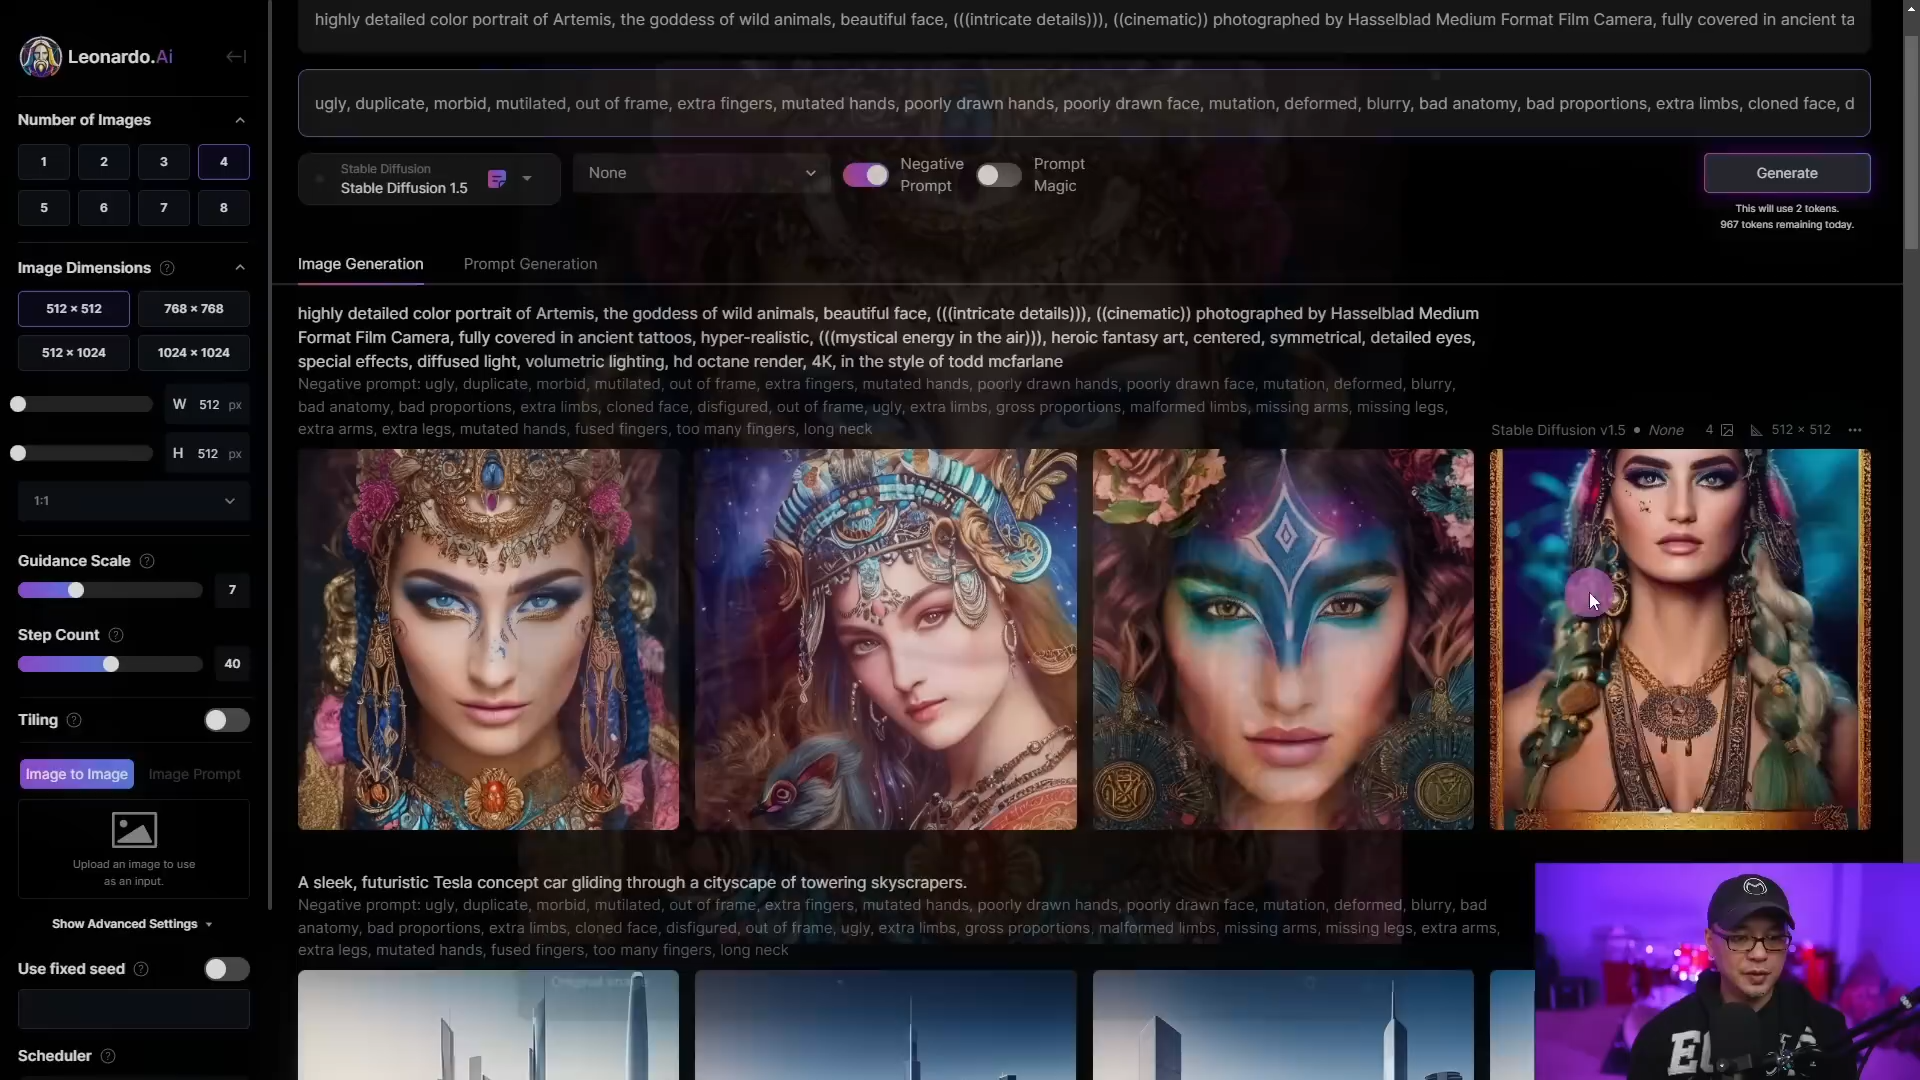 highly detailed color portrait of Artemis, the goddess of wild animals, beautiful face, (((intricate details))), ((cinematic)) photographed by Hasselblad Medium Format Film Camera, fully covered in ancient ta
Leonardo.Ai
ugly, duplicate, morbid, mutilated, out of frame, extra fingers, mutated hands, poorly drawn hands, poorly drawn face, mutation, deformed, blurry, bad anatomy, bad proportions, extra limbs, cloned face, d
Number of Images
1 2 3 4
5 6 7 8
Stable Diffusion
Stable Diffusion 1.5
None
Negative
Prompt
Prompt
Magic
Generate
This will use 2 tokens.
967 tokens remaining today.
Image Dimensions
512 × 512 768 × 768
512 × 1024 1024 × 1024
W 512 px
H 512 px
1:1
Guidance Scale
7
Step Count
40
Tiling
Image to Image Image Prompt
Upload an image to use
as an input.
Show Advanced Settings
Use fixed seed
Scheduler
Image Generation Prompt Generation
highly detailed color portrait of Artemis, the goddess of wild animals, beautiful face, (((intricate details))), ((cinematic)) photographed by Hasselblad Medium
Format Film Camera, fully covered in ancient tattoos, hyper-realistic, (((mystical energy in the air))), heroic fantasy art, centered, symmetrical, detailed eyes,
special effects, diffused light, volumetric lighting, hd octane render, 4K, in the style of todd mcfarlane
Negative prompt: ugly, duplicate, morbid, mutilated, out of frame, extra fingers, mutated hands, poorly drawn hands, poorly drawn face, mutation, deformed, blurry,
bad anatomy, bad proportions, extra limbs, cloned face, disfigured, out of frame, ugly, extra limbs, gross proportions, malformed limbs, missing arms, missing legs,
extra arms, extra legs, mutated hands, fused fingers, too many fingers, long neck
Stable Diffusion v1.5 • None 4 512 × 512 ...
A sleek, futuristic Tesla concept car gliding through a cityscape of towering skyscrapers.
Negative prompt: ugly, duplicate, morbid, mutilated, out of frame, extra fingers, mutated hands, poorly drawn hands, poorly drawn face, mutation, deformed, blurry, bad
anatomy, bad proportions, extra limbs, cloned face, disfigured, out of frame, ugly, extra limbs, gross proportions, malformed limbs, missing arms, missing legs, extra arms,
extra legs, mutated hands, fused fingers, too many fingers, long neck